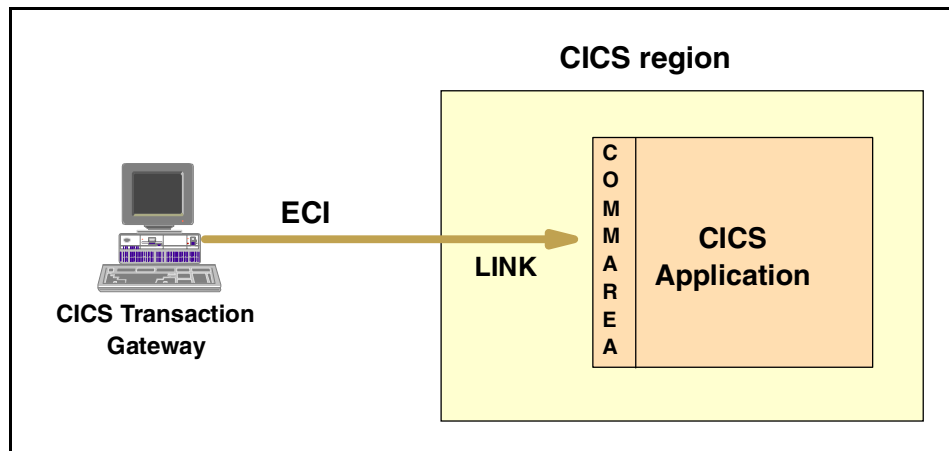 CICS region
ECI
LINK
CICS Transaction
Gateway
C
O
M
M
A
R
E
A
CICS
Application